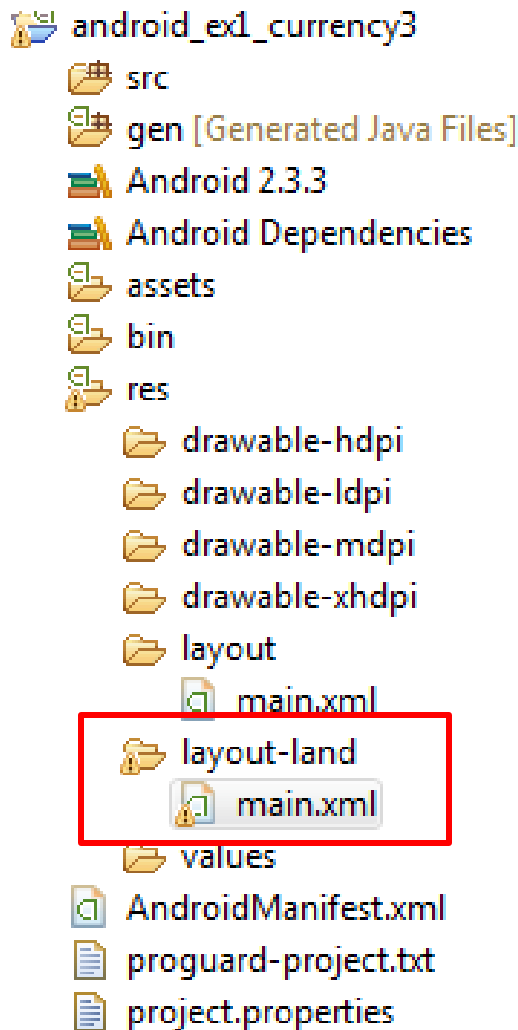 android_ex1_currency3
src
gen [Generated Java Files]
Android 2.3.3
Android Dependencies
assets
bin
res
drawable-hdpi
drawable-ldpi
drawable-mdpi
drawable-xhdpi
layout
main.xml
layout-land
main.xml
values
AndroidManifest.xml
proguard-project.txt
project.properties